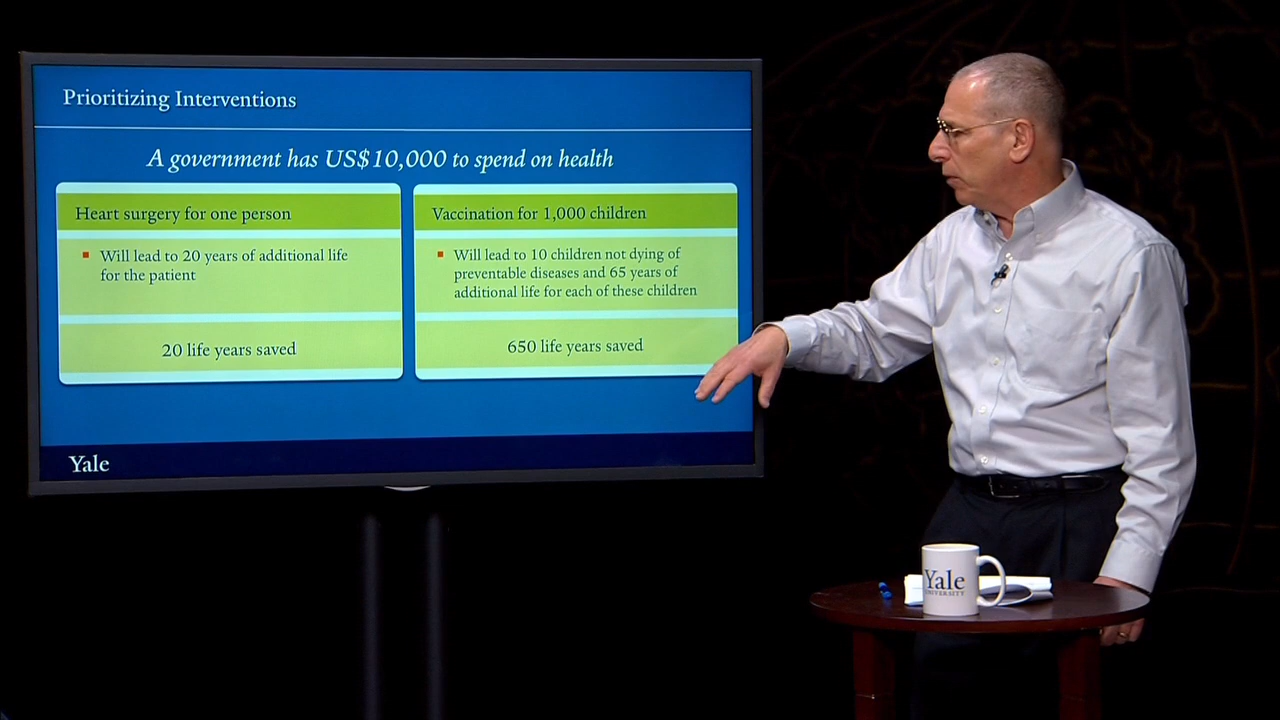 Prioritizing Interventions
A government has US$10,000 to spend on health
Heart surgery for one person
Will lead to 20 years of additional life
for the patient
20 life years saved
Vaccination for 1,000 children
Will lead to 10 children not dying of
preventable diseases and 65 years of
additional life for each of these children
650 life years saved
Yale
Yale
UNIVERSITY